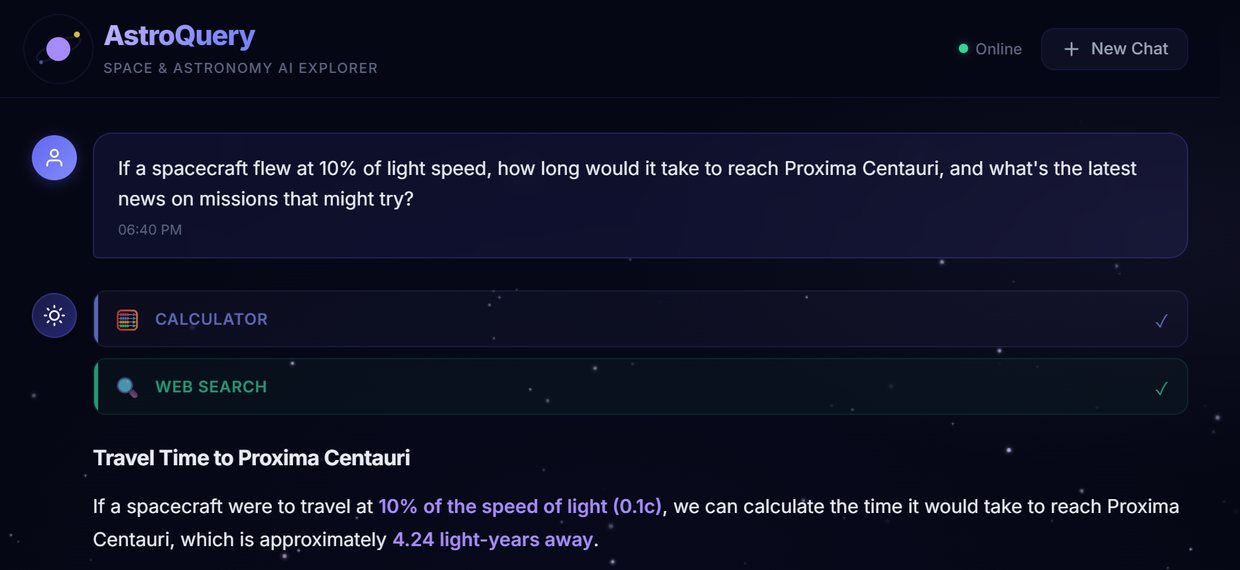 AstroQuery
SPACE & ASTRONOMY AI EXPLORER
Online
New Chat
If a spacecraft flew at 10% of light speed, how long would it take to reach Proxima Centauri, and what's the latest
news on missions that might try?
06:40 PM
CALCULATOR
WEB SEARCH
Travel Time to Proxima Centauri
If a spacecraft were to travel at 10% of the speed of light (0.1c), we can calculate the time it would take to reach Proxima
Centauri, which is approximately 4.24 light-years away.